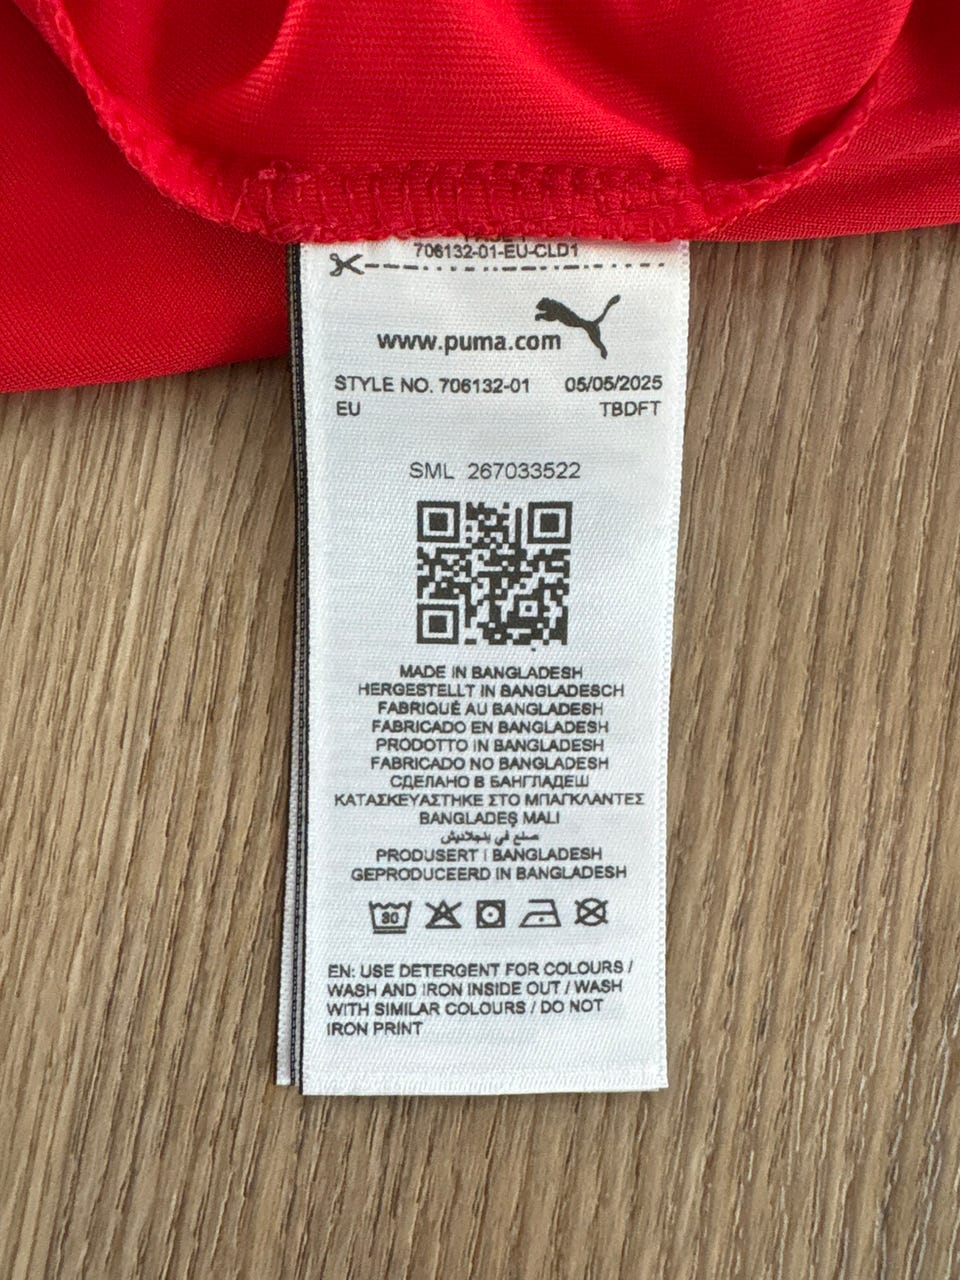 706132-01-EU-CLD1
www.puma.com
STYLE NO. 706132-01 05/05/2025
EU TBDFT
SML 267033522
MADE IN BANGLADESH
HERGESTELLT IN BANGLADESCH
FABRIQUÉ AU BANGLADESH
FABRICADO EN BANGLADESH
PRODOTTO IN BANGLADESH
FABRICADO NO BANGLADESH
СДЕЛАНО В БАНГЛАДЕШ
ΚΑΤΑΣΚΕΥΑΣΤΗΚΕ ΣΤΟ ΜΠΑΓΚΛΑΝΤΕΣ
BANGLADEŞ MALI
صنع في بنجلاديش
PRODUSERT I BANGLADESH
GEPRODUCEERD IN BANGLADESH
30
EN: USE DETERGENT FOR COLOURS /
WASH AND IRON INSIDE OUT / WASH
WITH SIMILAR COLOURS / DO NOT
IRON PRINT